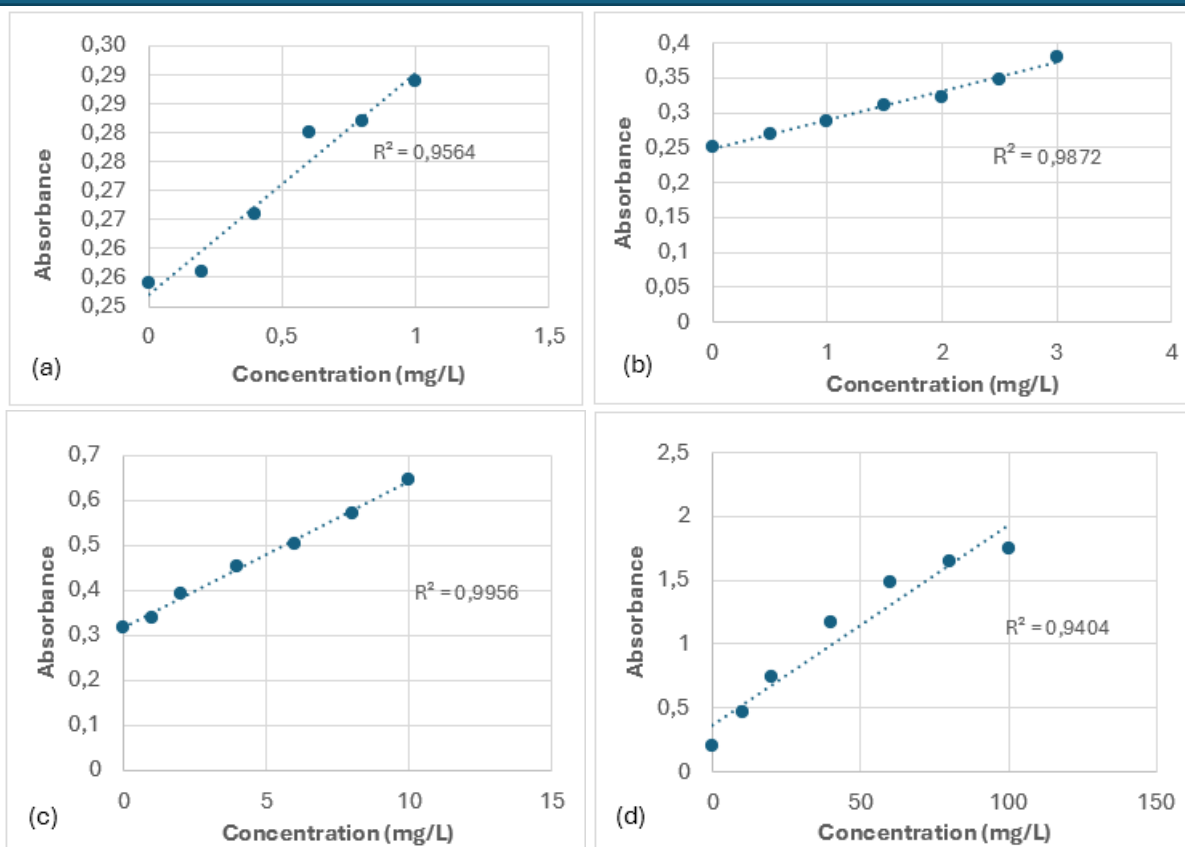 0,30
0,29
0,29
0,28
0,28
0,27
0,27
0,26
0,26
0,25
Absorbance
R² = 0,9564
0 0,5 1 1,5
(a)
Concentration (mg/L)
0,4
0,35
0,3
0,25
0,2
0,15
0,1
0,05
0
Absorbance
R² = 0,9872
0 1 2 3 4
(b)
Concentration (mg/L)
0,7
0,6
0,5
0,4
0,3
0,2
0,1
0
Absorbance
R² = 0,9956
0 5 10 15
(c)
Concentration (mg/L)
2,5
2
1,5
1
0,5
0
Absorbance
R² = 0,9404
0 50 100 150
(d)
Concentration (mg/L)